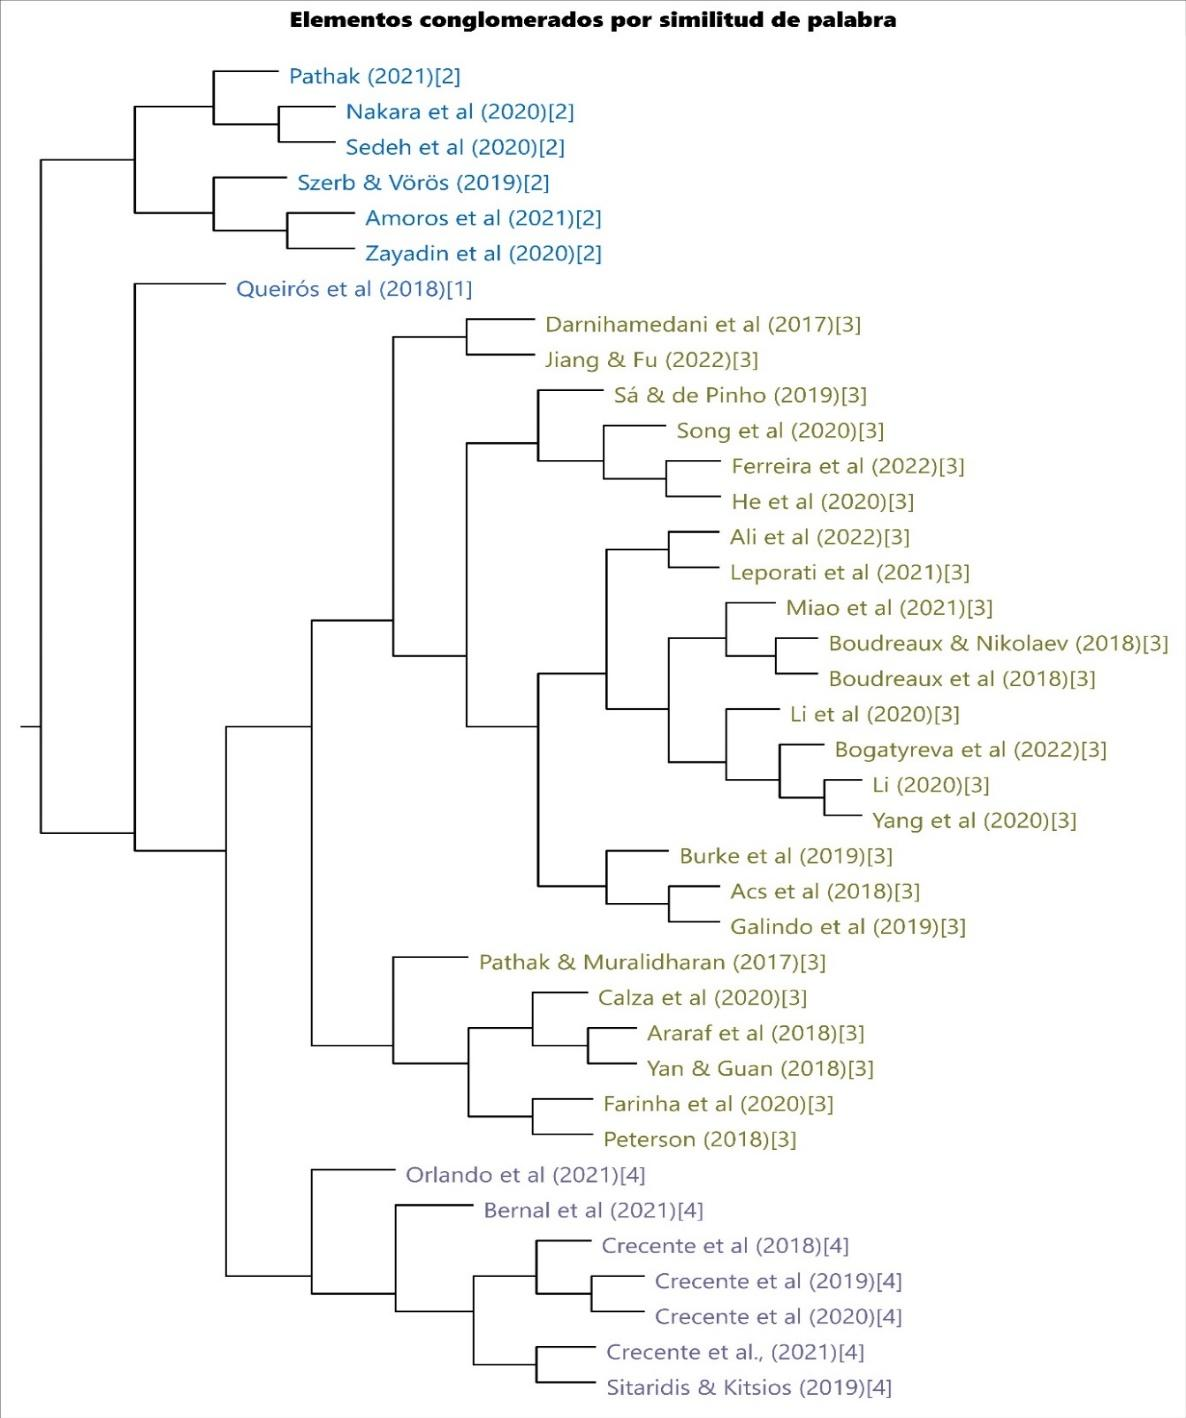 Elementos conglomerados por similitud de palabra
Pathak (2021)[2]
Nakara et al (2020)[2]
Sedeh et al (2020)[2]
Szerb & Vörös (2019)[2]
Amoros et al (2021)[2]
Zayadin et al (2020)[2]
Queirós et al (2018)[1]
Darnihamedani et al (2017)[3]
Jiang & Fu (2022)[3]
Sá & de Pinho (2019)[3]
Song et al (2020)[3]
Ferreira et al (2022)[3]
He et al (2020)[3]
Ali et al (2022)[3]
Leporati et al (2021)[3]
Miao et al (2021)[3]
Boudreaux & Nikolaev (2018)[3]
Boudreaux et al (2018)[3]
Li et al (2020)[3]
Bogatyreva et al (2022)[3]
Li (2020)[3]
Yang et al (2020)[3]
Burke et al (2019)[3]
Acs et al (2018)[3]
Galindo et al (2019)[3]
Pathak & Muralidharan (2017)[3]
Calza et al (2020)[3]
Araraf et al (2018)[3]
Yan & Guan (2018)[3]
Farinha et al (2020)[3]
Peterson (2018)[3]
Orlando et al (2021)[4]
Bernal et al (2021)[4]
Crecente et al (2018)[4]
Crecente et al (2019)[4]
Crecente et al (2020)[4]
Crecente et al., (2021)[4]
Sitaridis & Kitsios (2019)[4]